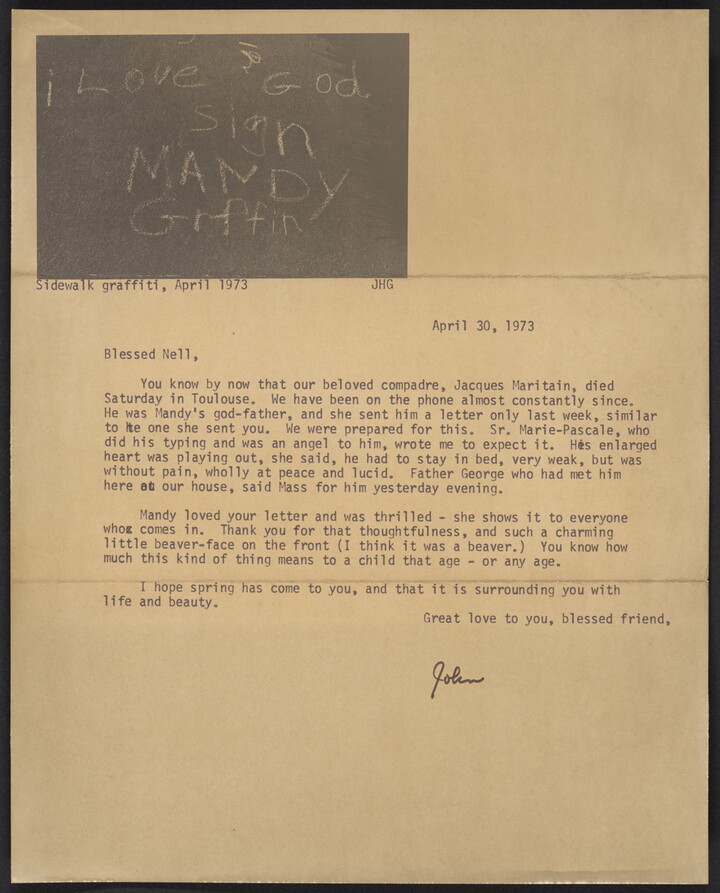 i Love God
sign
MANDY
Grffin
Sidewalk graffiti, April 1973 JHG
April 30, 1973
Blessed Nell,
You know by now that our beloved compadre, Jacques Maritain, died
Saturday in Toulouse. We have been on the phone almost constantly since.
He was Mandy's god-father, and she sent him a letter only last week, similar
to the one she sent you. We were prepared for this. Sr. Marie-Pascale, who
did his typing and was an angel to him, wrote me to expect it. His enlarged
heart was playing out, she said, he had to stay in bed, very weak, but was
without pain, wholly at peace and lucid. Father George who had met him
here at our house, said Mass for him yesterday evening.
Mandy loved your letter and was thrilled - she shows it to everyone
who comes in. Thank you for that thoughtfulness, and such a charming
little beaver-face on the front (I think it was a beaver.) You know how
much this kind of thing means to a child that age - or any age.
I hope spring has come to you, and that it is surrounding you with
life and beauty.
Great love to you, blessed friend,
John